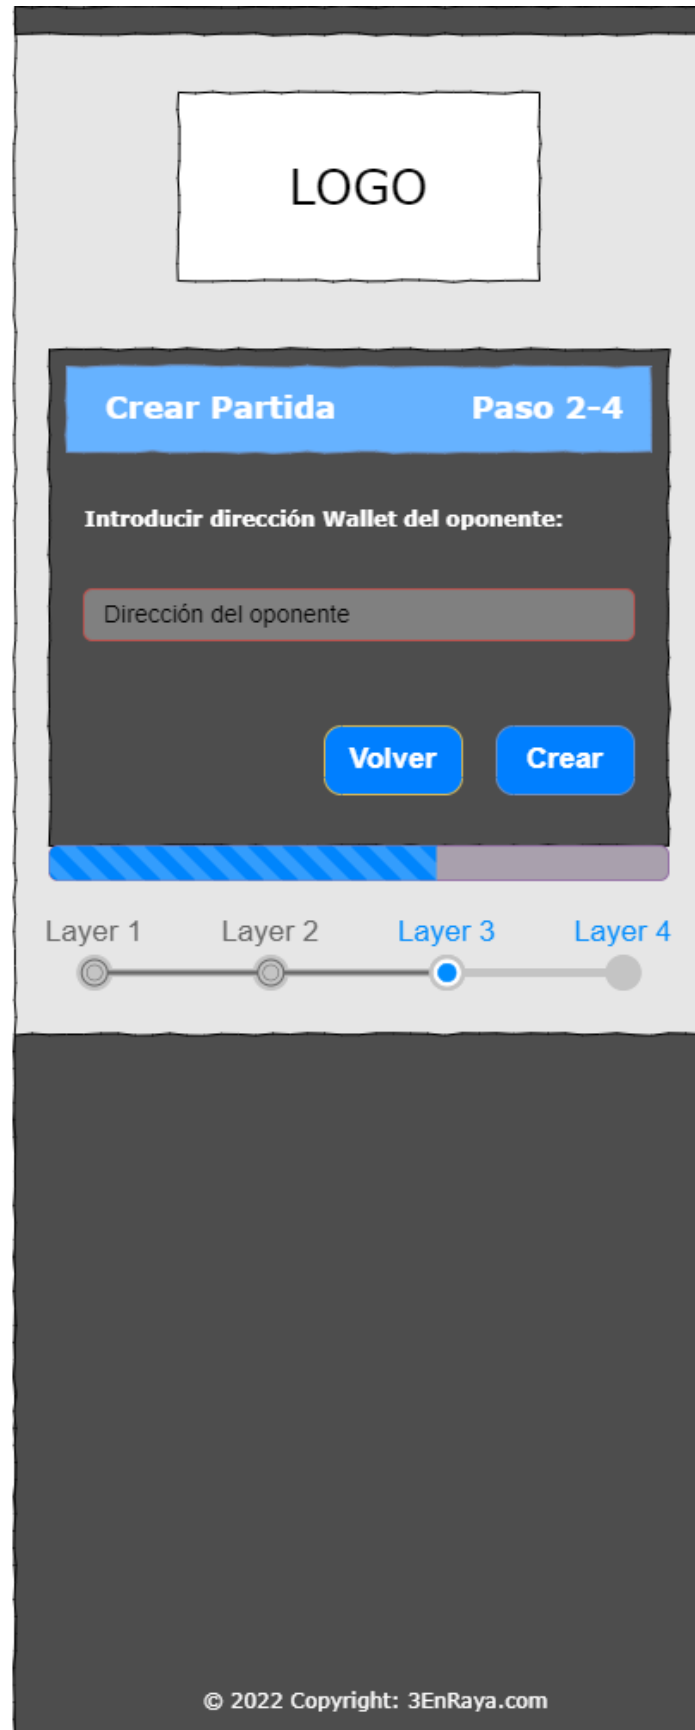 LOGO
Crear Partida Paso 2-4
Introducir dirección Wallet del oponente:
Dirección del oponente
Volver Crear
Layer 1 Layer 2 Layer 3 Layer 4
© 2022 Copyright: 3EnRaya.com